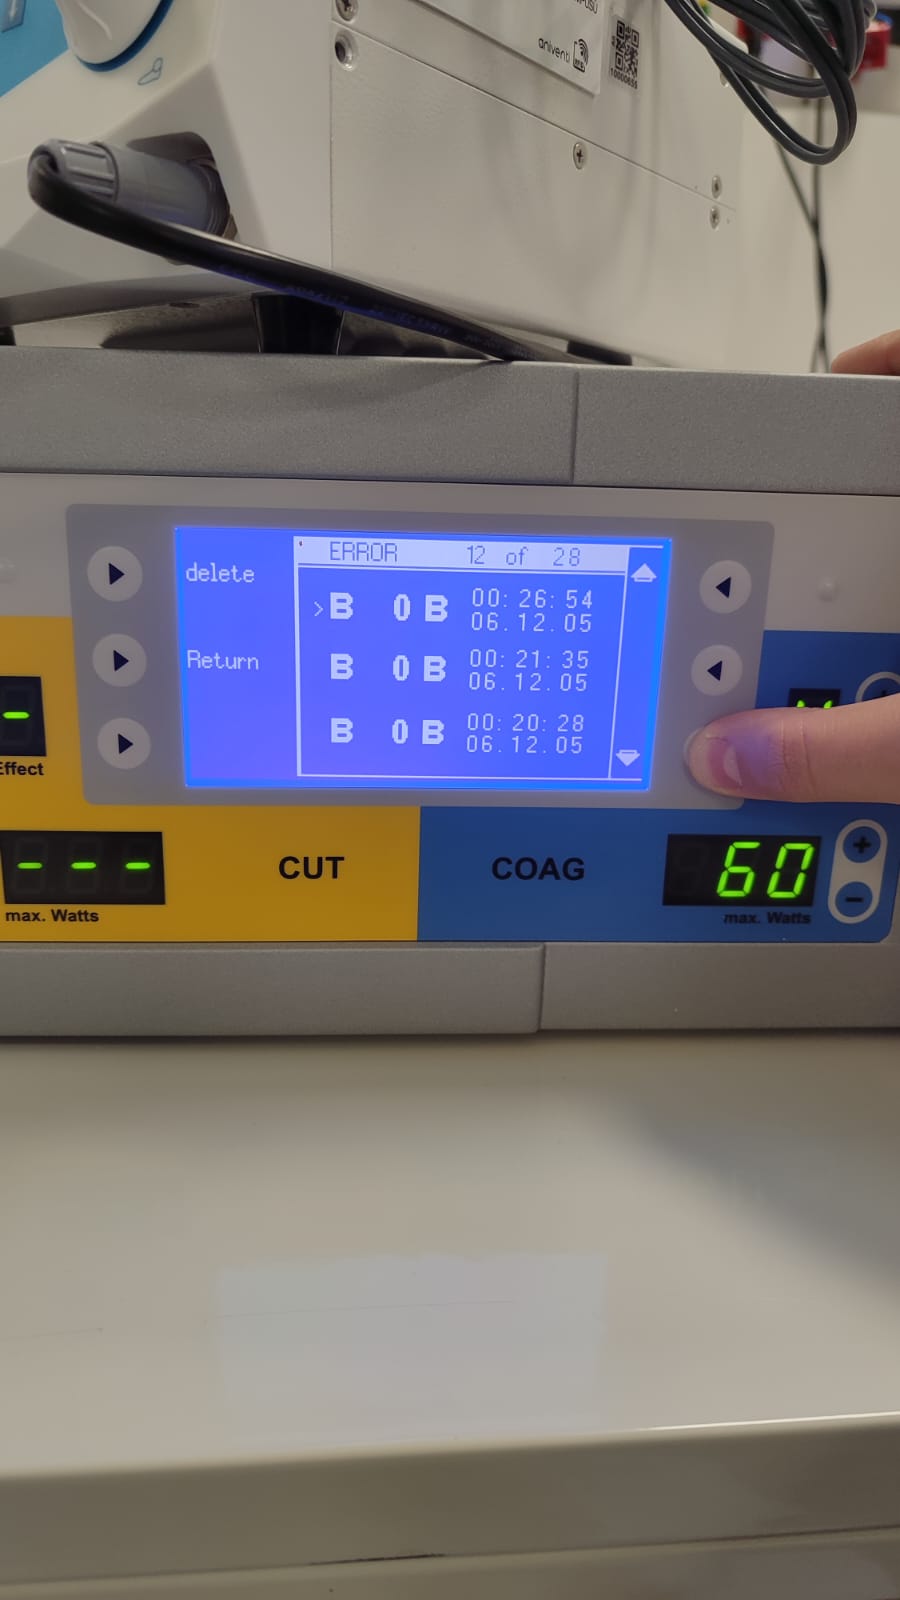 aniventi
10000659
ERROR 12 of 28
delete
>B 0 B 00:26:54
06.12.05
Return
B 0 B 00:21:35
06.12.05
B 0 B 00:20:28
06.12.05
-
Effect
---
max. Watts
CUT
COAG
60
+
-
max. Watts